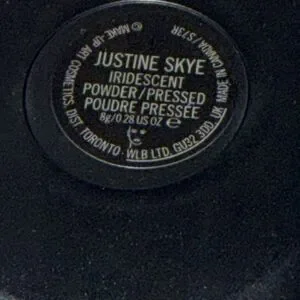 JUSTINE SKYE
IRIDESCENT
POWDER/PRESSED
POUDRE PRESSÉE
8g/0.28 US OZ ℮
© MAKE-UP ART COSMETICS, DIST. TORONTO · WLB LTD. GU32 3DD, UK MADE IN CANADA / S73R